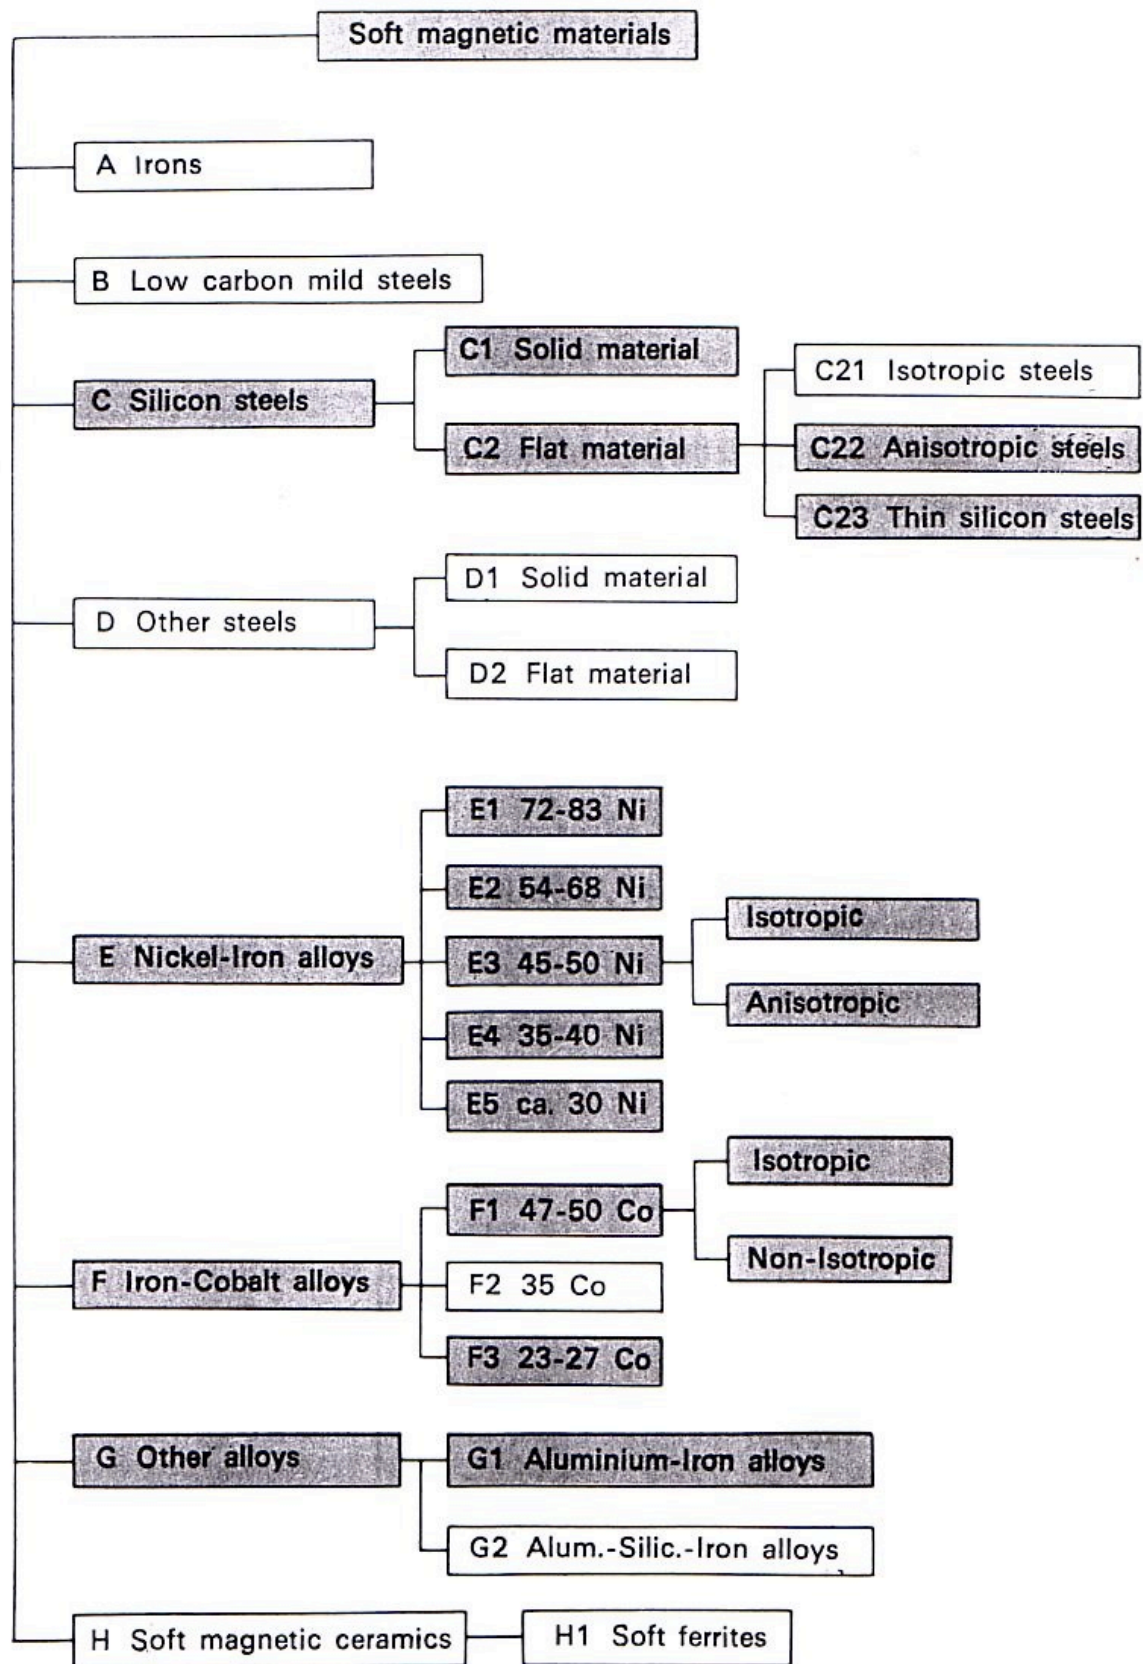 Soft magnetic materials
A Irons
B Low carbon mild steels
C Silicon steels
C1 Solid material
C2 Flat material
C21 Isotropic steels
C22 Anisotropic steels
C23 Thin silicon steels
D Other steels
D1 Solid material
D2 Flat material
E Nickel-Iron alloys
E1 72-83 Ni
E2 54-68 Ni
E3 45-50 Ni
Isotropic
Anisotropic
E4 35-40 Ni
E5 ca. 30 Ni
F Iron-Cobalt alloys
F1 47-50 Co
Isotropic
Non-Isotropic
F2 35 Co
F3 23-27 Co
G Other alloys
G1 Aluminium-Iron alloys
G2 Alum.-Silic.-Iron alloys
H Soft magnetic ceramics
H1 Soft ferrites